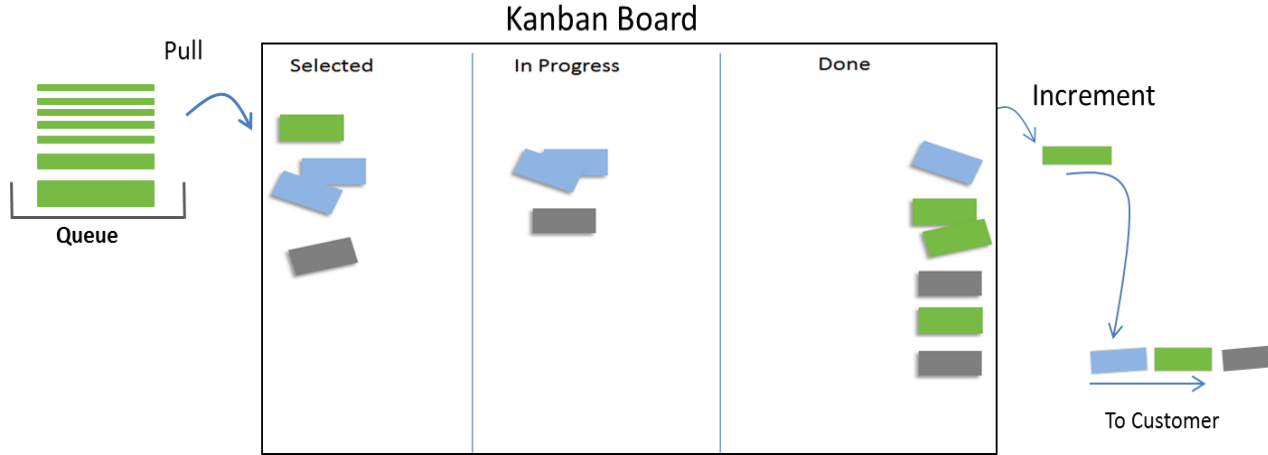 Kanban Board
Pull
Selected
In Progress
Done
Increment
Queue
To Customer